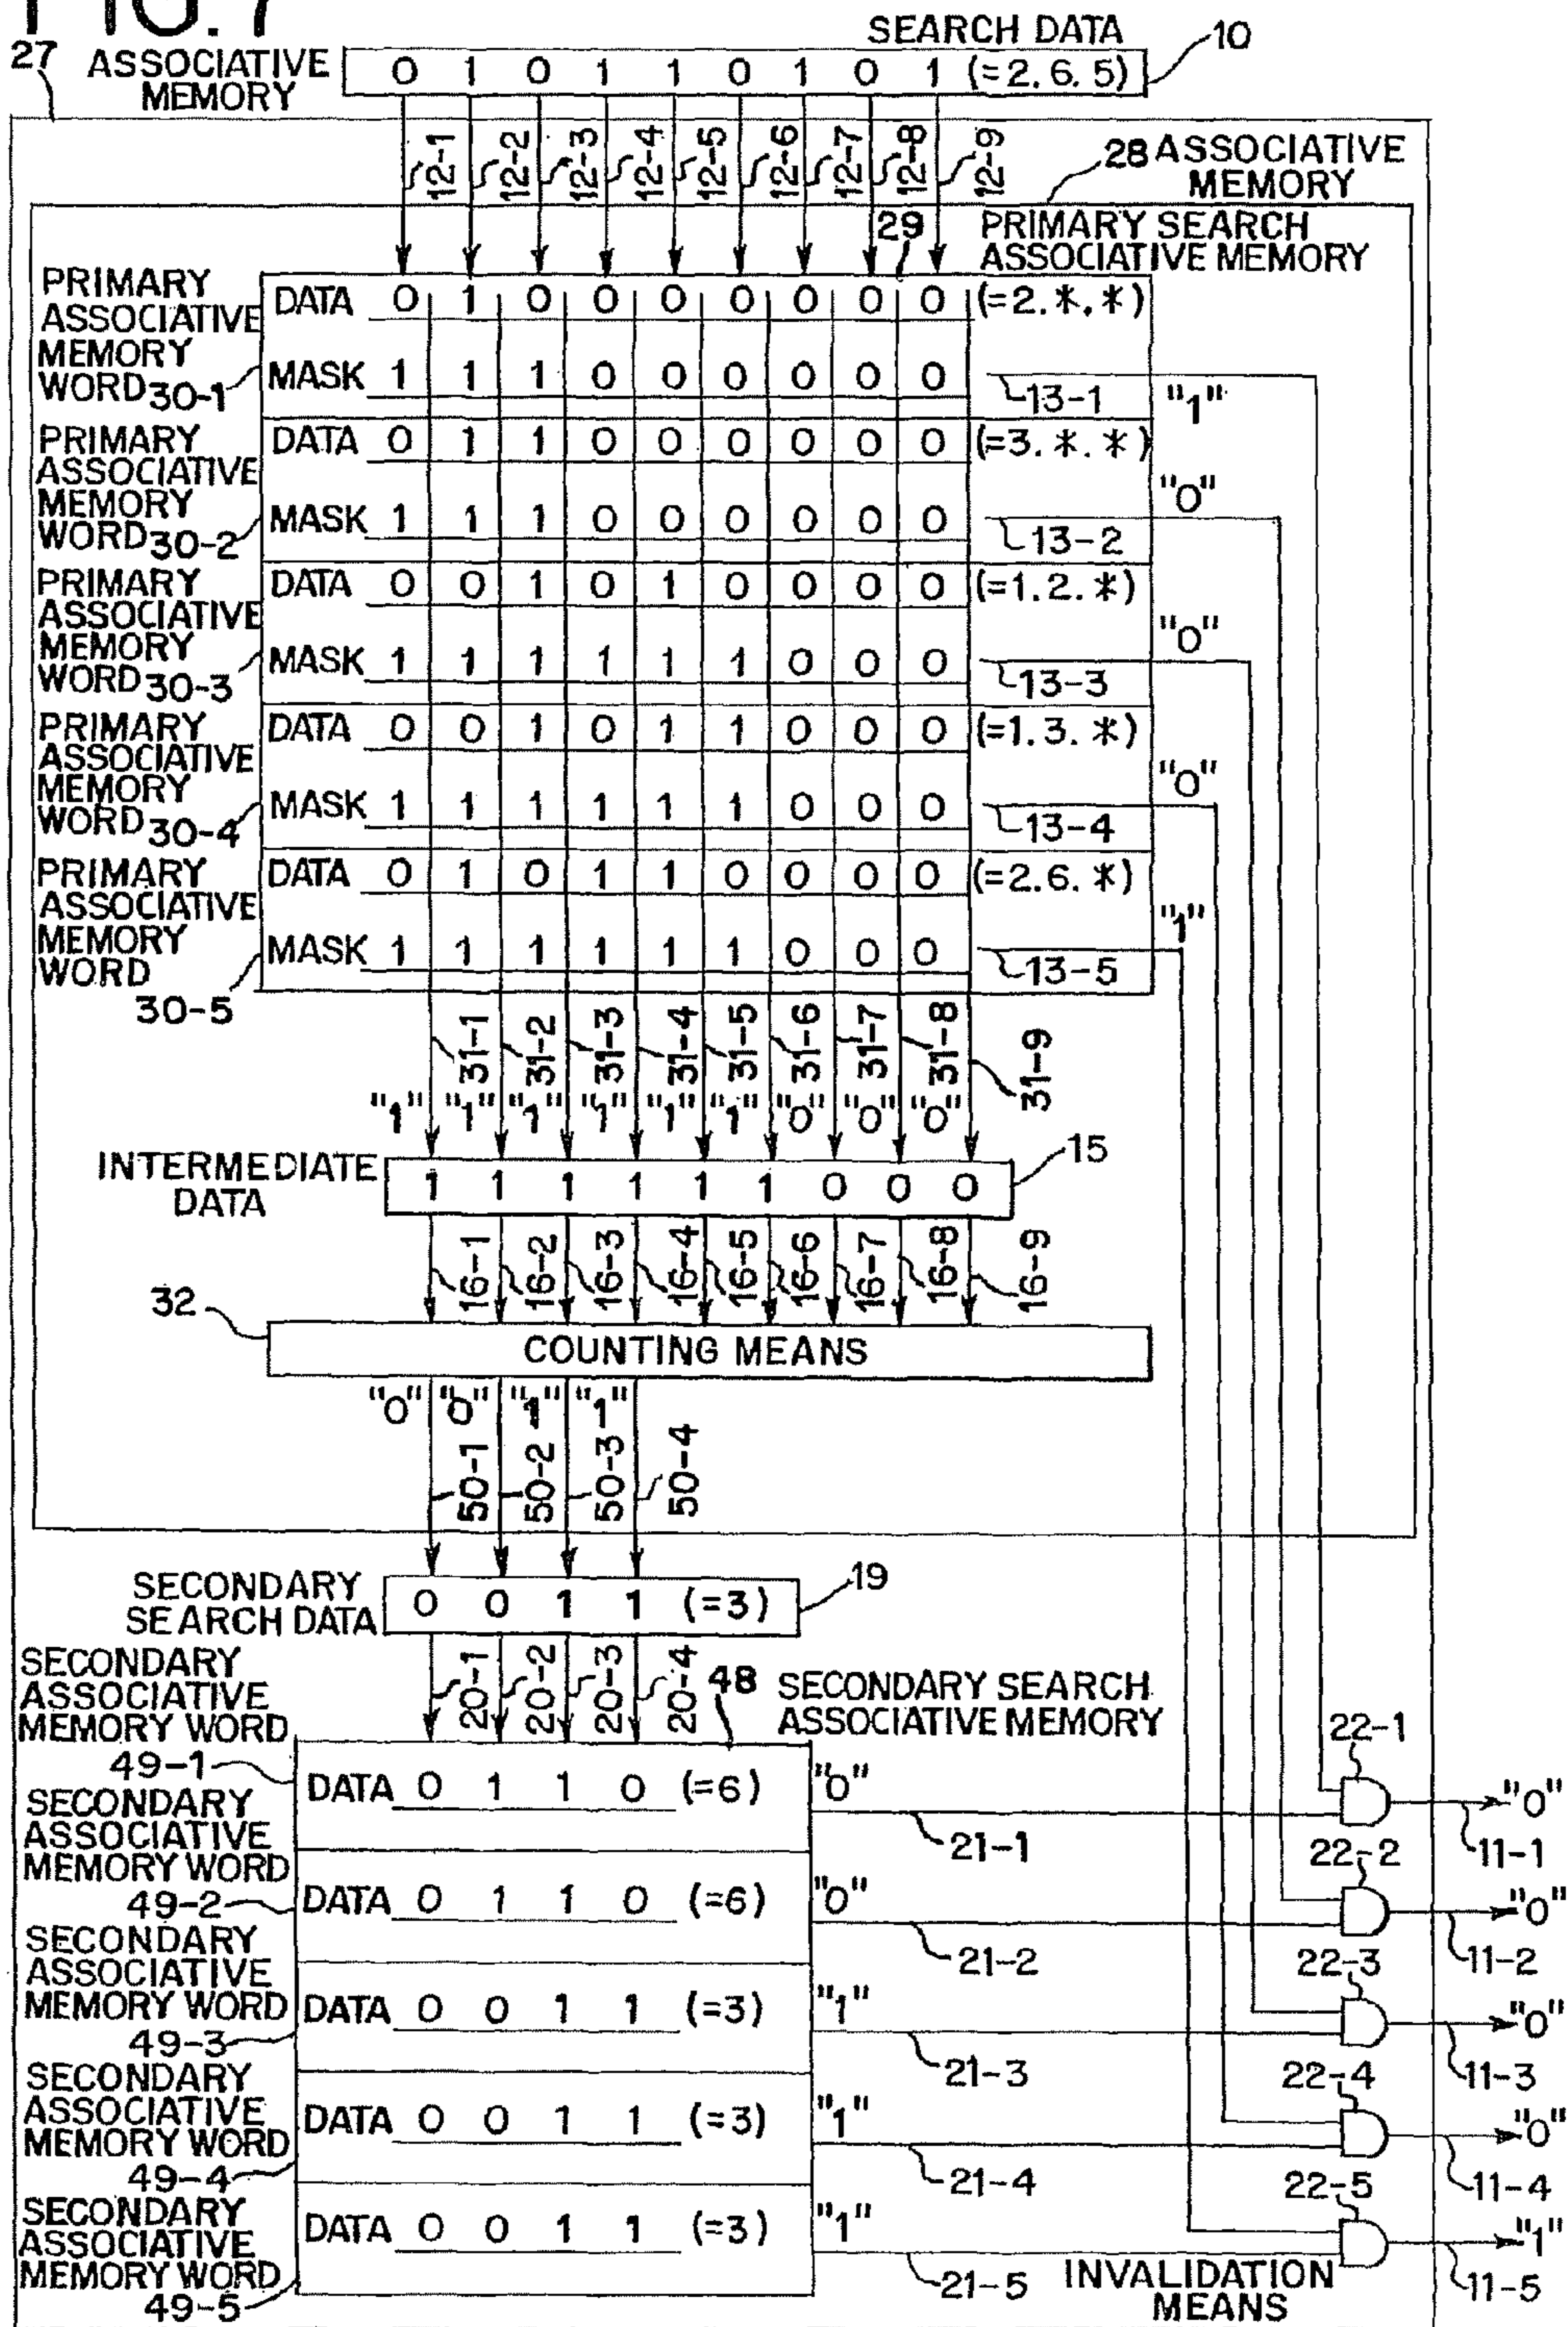 FIG. 7
27 ASSOCIATIVE MEMORY
SEARCH DATA
0 1 0 1 1 0 1 0 1 (=2. 6. 5) 10
12-1 12-2 12-3 12-4 12-5 12-6 12-7 12-8 12-9
28 ASSOCIATIVE MEMORY
29 PRIMARY SEARCH ASSOCIATIVE MEMORY
PRIMARY ASSOCIATIVE MEMORY WORD 30-1
DATA 0 1 0 0 0 0 0 0 0 (=2. *. *)
MASK 1 1 1 0 0 0 0 0 0 13-1 "1"
PRIMARY ASSOCIATIVE MEMORY WORD 30-2
DATA 0 1 1 0 0 0 0 0 0 (=3. *. *)
MASK 1 1 1 0 0 0 0 0 0 13-2 "0"
PRIMARY ASSOCIATIVE MEMORY WORD 30-3
DATA 0 0 1 0 1 0 0 0 0 (=1. 2. *)
MASK 1 1 1 1 1 1 0 0 0 13-3 "0"
PRIMARY ASSOCIATIVE MEMORY WORD 30-4
DATA 0 0 1 0 1 1 0 0 0 (=1. 3. *)
MASK 1 1 1 1 1 1 0 0 0 13-4 "0"
PRIMARY ASSOCIATIVE MEMORY WORD 30-5
DATA 0 1 0 1 1 0 0 0 0 (=2. 6. *)
MASK 1 1 1 1 1 1 0 0 0 13-5 "1"
31-1 31-2 31-3 31-4 31-5 31-6 31-7 31-8 31-9
"1" "1" "1" "1" "1" "1" "0" "0" "0"
INTERMEDIATE DATA
1 1 1 1 1 1 0 0 0 15
16-1 16-2 16-3 16-4 16-5 16-6 16-7 16-8 16-9
32
COUNTING MEANS
"0" "0" "1" "1"
50-1 50-2 50-3 50-4
SECONDARY SEARCH DATA
0 0 1 1 (=3) 19
20-1 20-2 20-3 20-4
48 SECONDARY SEARCH ASSOCIATIVE MEMORY
SECONDARY ASSOCIATIVE MEMORY WORD 49-1
DATA 0 1 1 0 (=6) "0" 21-1 22-1 "0" 11-1
SECONDARY ASSOCIATIVE MEMORY WORD 49-2
DATA 0 1 1 0 (=6) "0" 21-2 22-2 "0" 11-2
SECONDARY ASSOCIATIVE MEMORY WORD 49-3
DATA 0 0 1 1 (=3) "1" 21-3 22-3 "0" 11-3
SECONDARY ASSOCIATIVE MEMORY WORD 49-4
DATA 0 0 1 1 (=3) "1" 21-4 22-4 "0" 11-4
SECONDARY ASSOCIATIVE MEMORY WORD 49-5
DATA 0 0 1 1 (=3) "1" 21-5 22-5 "1" 11-5
INVALIDATION MEANS